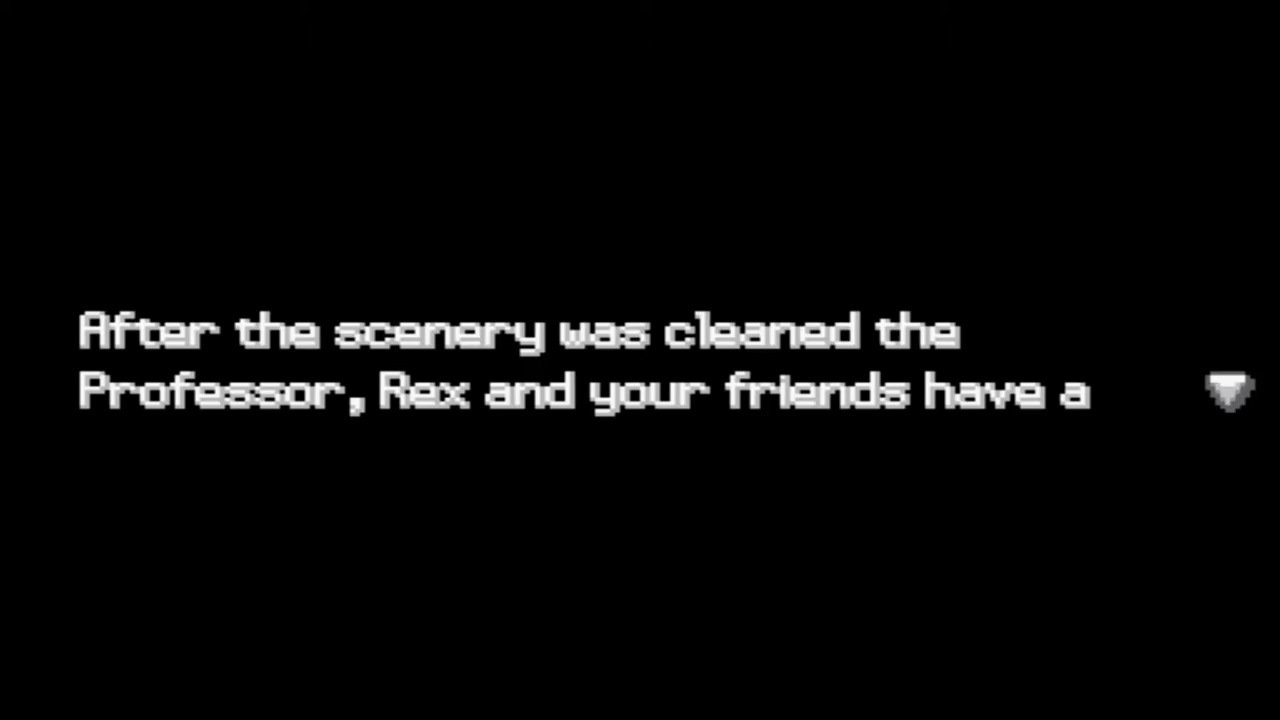 After the scenery was cleaned the
Professor, Rex and your friends have a